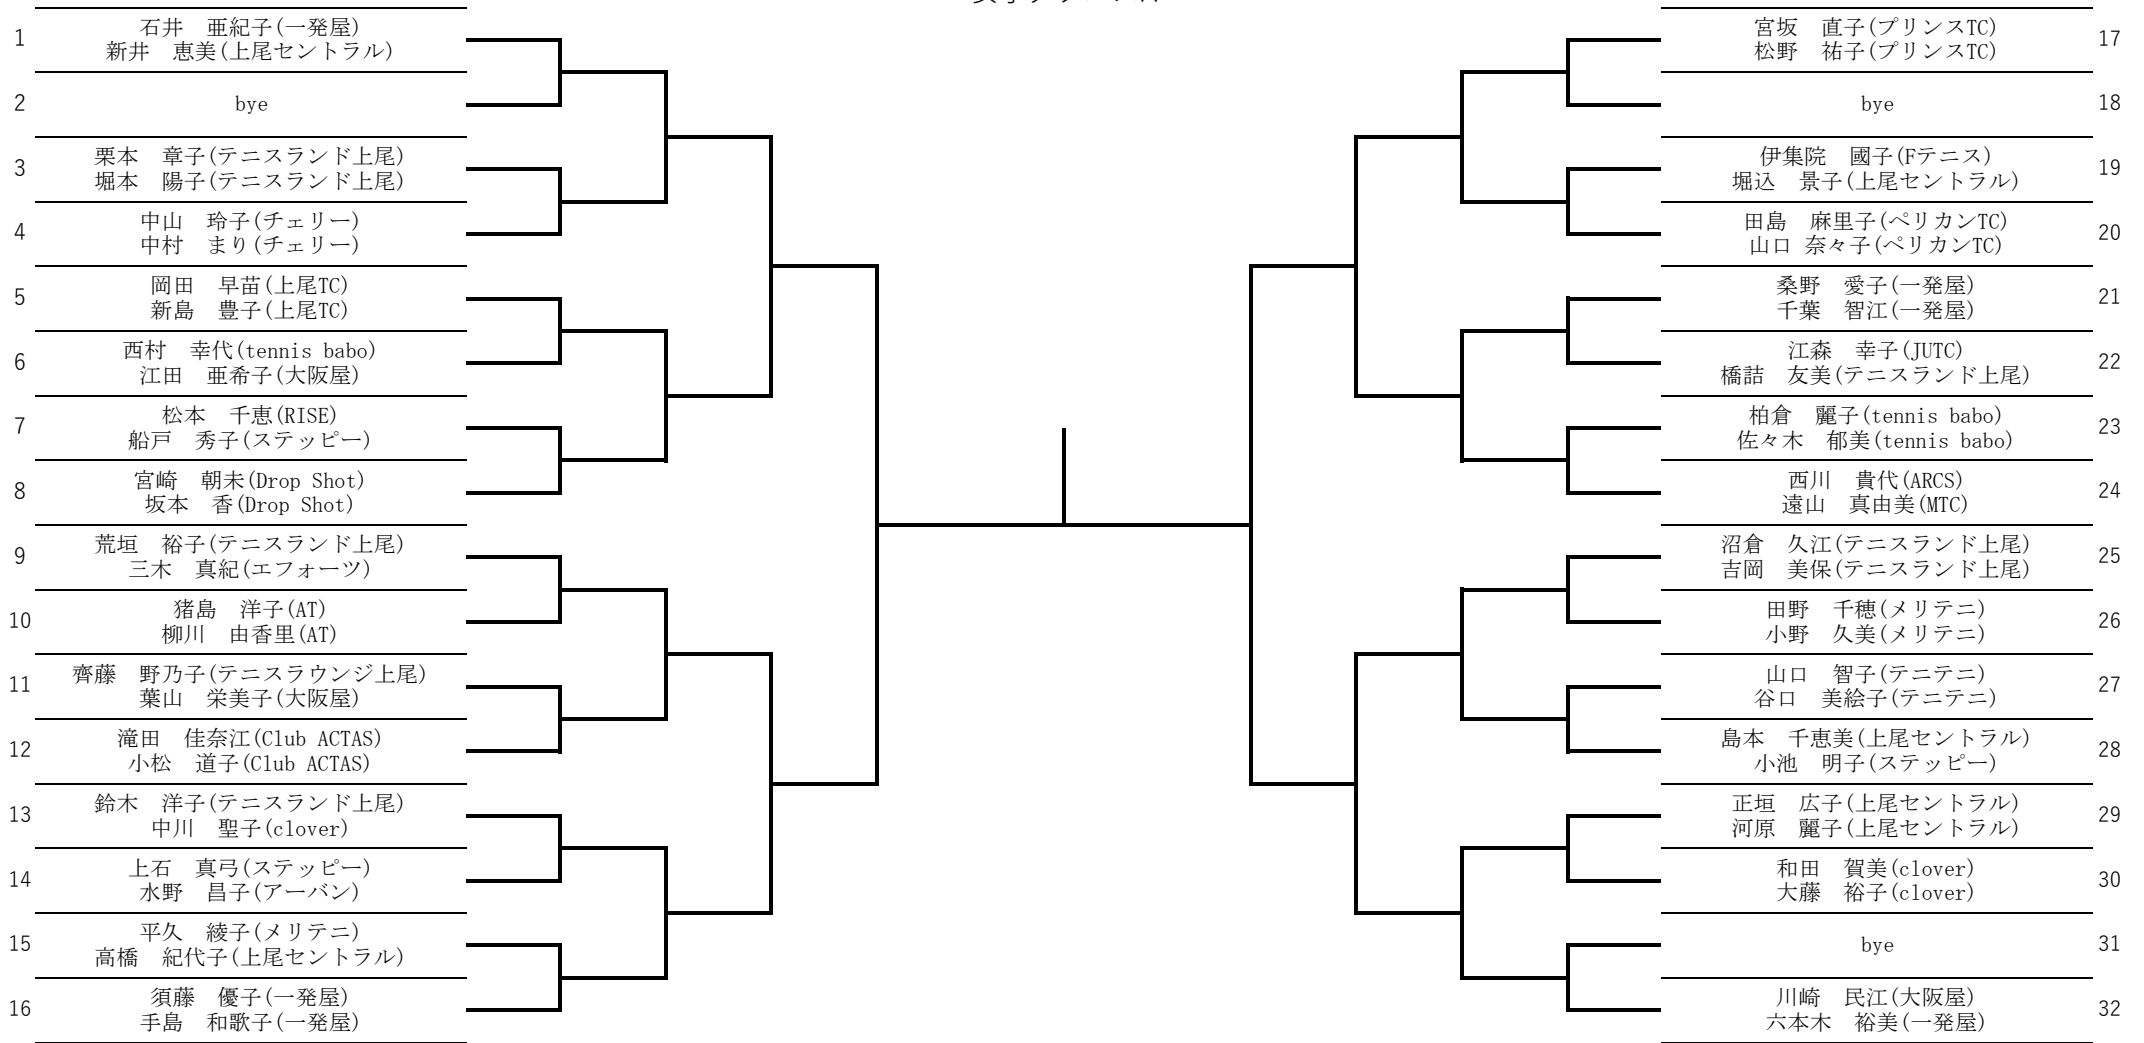 1
石井　亜紀子(一発屋)
新井　恵美(上尾セントラル)
2
bye
3
栗本　章子(テニスランド上尾)
堀本　陽子(テニスランド上尾)
4
中山　玲子(チェリー)
中村　まり(チェリー)
5
岡田　早苗(上尾TC)
新島　豊子(上尾TC)
6
西村　幸代(tennis babo)
江田　亜希子(大阪屋)
7
松本　千恵(RISE)
船戸　秀子(ステッピー)
8
宮崎　朝未(Drop Shot)
坂本　香(Drop Shot)
9
荒垣　裕子(テニスランド上尾)
三木　真紀(エフォーツ)
10
猪島　洋子(AT)
柳川　由香里(AT)
11
齊藤　野乃子(テニスラウンジ上尾)
葉山　栄美子(大阪屋)
12
滝田　佳奈江(Club ACTAS)
小松　道子(Club ACTAS)
13
鈴木　洋子(テニスランド上尾)
中川　聖子(clover)
14
上石　真弓(ステッピー)
水野　昌子(アーバン)
15
平久　綾子(メリテニ)
高橋　紀代子(上尾セントラル)
16
須藤　優子(一発屋)
手島　和歌子(一発屋)
宮坂　直子(プリンスTC)
松野　祐子(プリンスTC)
17
bye
18
伊集院　國子(Fテニス)
堀込　景子(上尾セントラル)
19
田島　麻里子(ペリカンTC)
山口 奈々子(ペリカンTC)
20
桑野　愛子(一発屋)
千葉　智江(一発屋)
21
江森　幸子(JUTC)
橋詰　友美(テニスランド上尾)
22
柏倉　麗子(tennis babo)
佐々木　郁美(tennis babo)
23
西川　貴代(ARCS)
遠山　真由美(MTC)
24
沼倉　久江(テニスランド上尾)
吉岡　美保(テニスランド上尾)
25
田野　千穂(メリテニ)
小野　久美(メリテニ)
26
山口　智子(テニテニ)
谷口　美絵子(テニテニ)
27
島本　千恵美(上尾セントラル)
小池　明子(ステッピー)
28
正垣　広子(上尾セントラル)
河原　麗子(上尾セントラル)
29
和田　賀美(clover)
大藤　裕子(clover)
30
bye
31
川崎　民江(大阪屋)
六本木　裕美(一発屋)
32